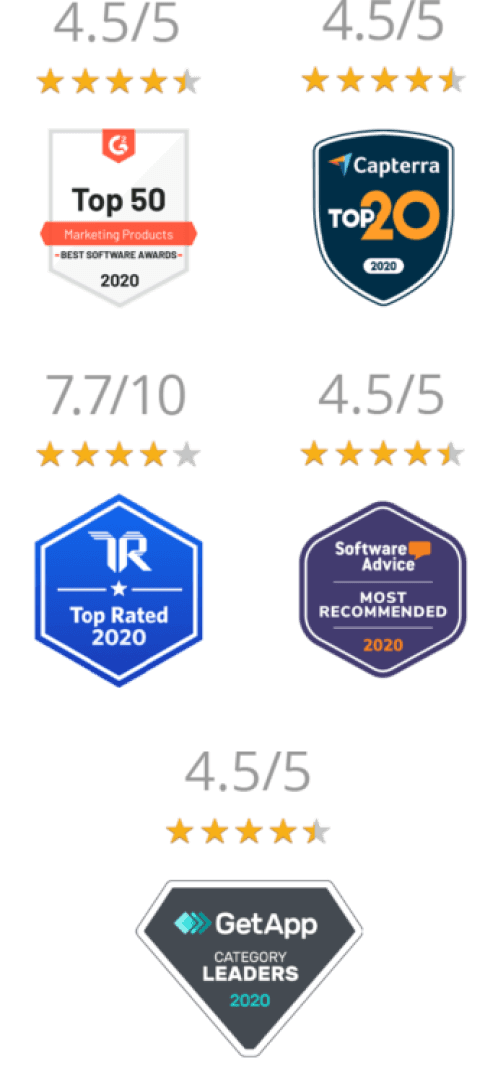 4.5/5
4.5/5
Top 50
Marketing Products
-BEST SOFTWARE AWARDS-
2020
Capterra
TOP20
2020
7.7/10
4.5/5
TR
Top Rated
2020
Software
Advice
MOST
RECOMMENDED
2020
4.5/5
GetApp
CATEGORY
LEADERS
2020